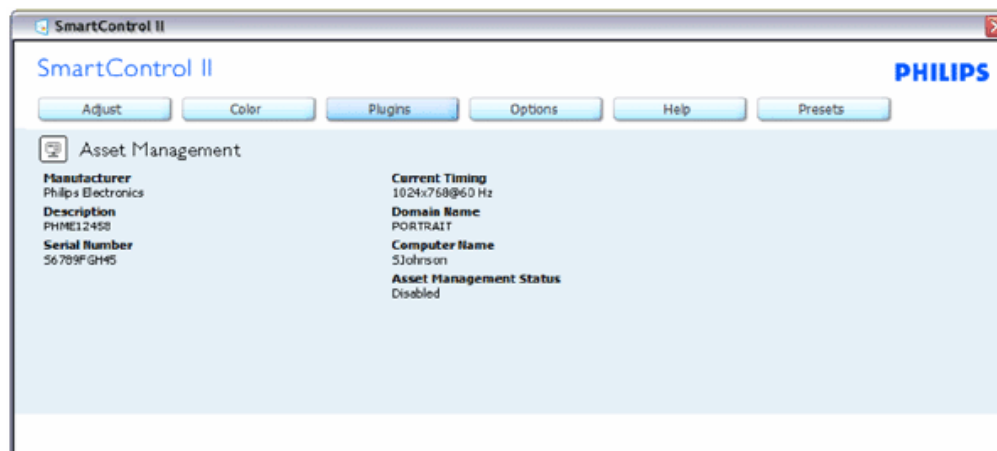 SmartControl II
SmartControl II
PHILIPS
Adjust
Color
Plugins
Options
Help
Presets
Asset Management
Manufacturer
Philips Electronics
Description
PHME12458
Serial Number
56789FGH45
Current Timing
1024x768@60 Hz
Domain Name
PORTRAIT
Computer Name
SJohnson
Asset Management Status
Disabled